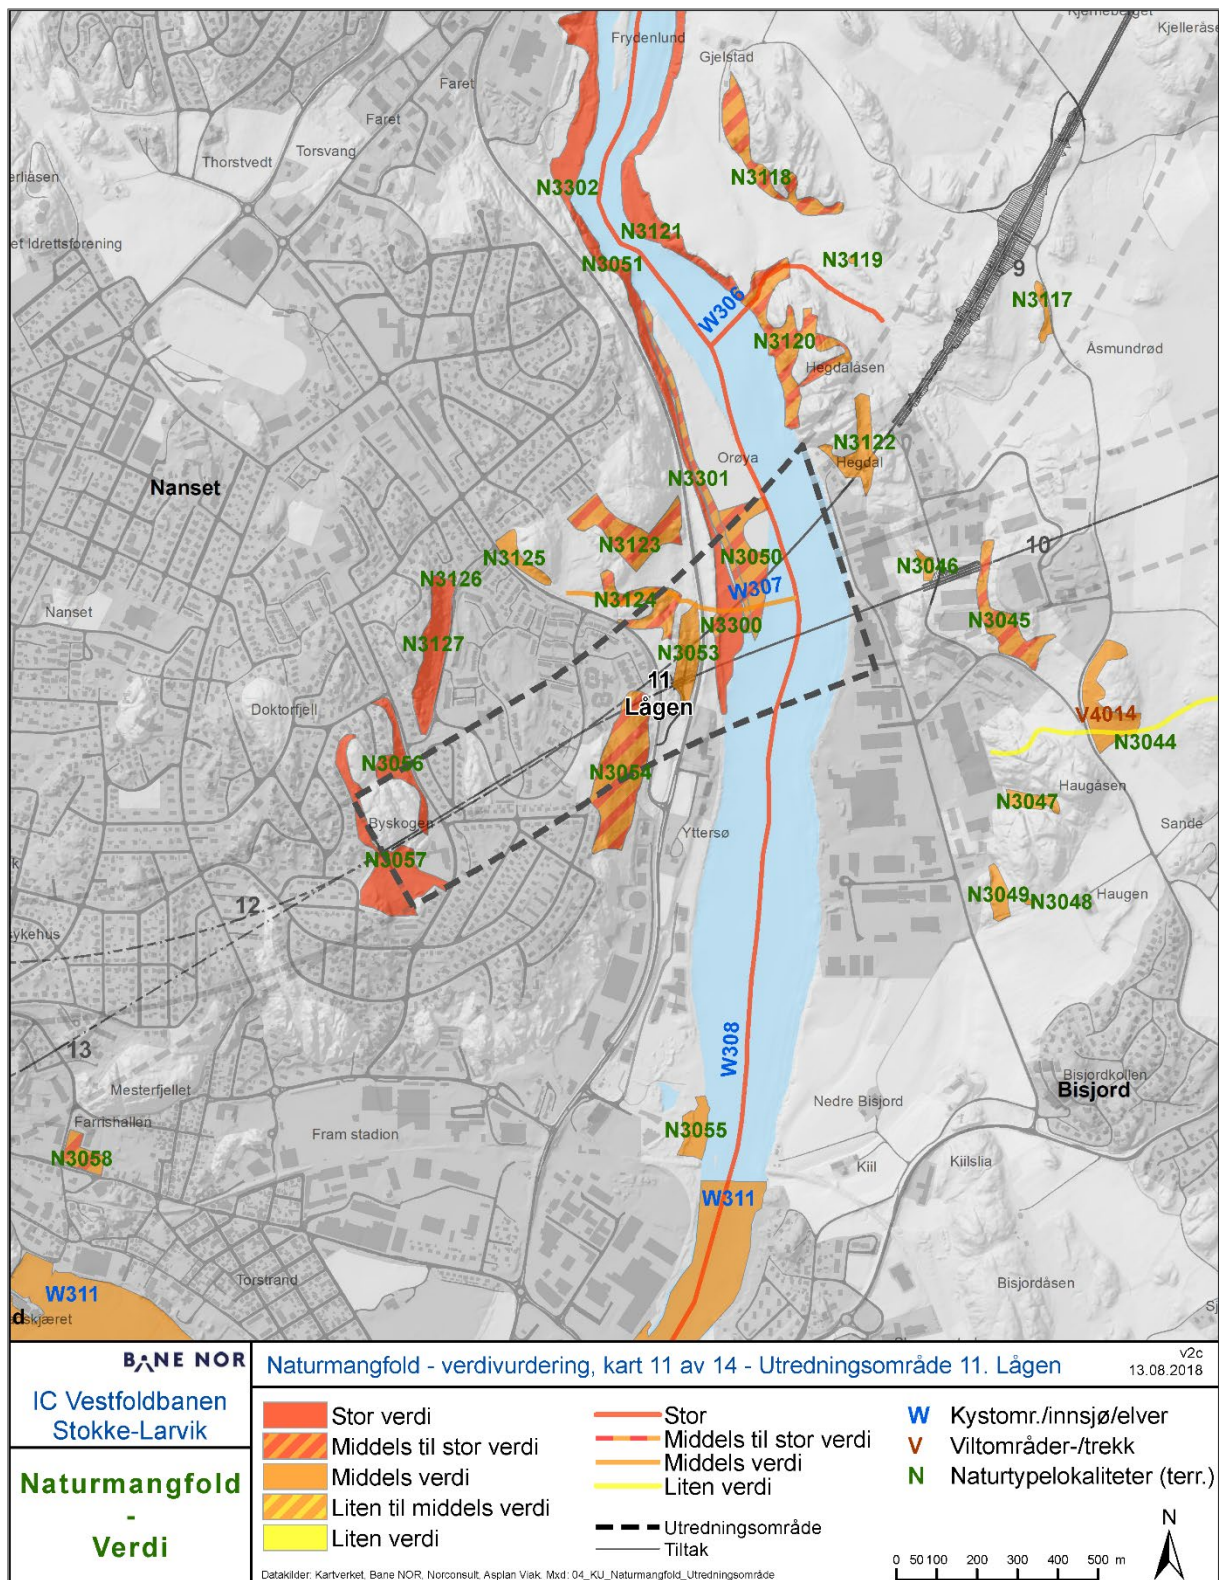 Kjerneberget
Frydenlund
Kjelleråse
Gjelstad
Faret
Faret
Torsvang
Thorstvedt
erliåsen
N3118
N3302
N3121
et Idrettsforening
N3051
N3119
9
N3117
W306
N3120
Åsmundrød
Hegdalåsen
N3122
Orøya
Hegdal
Nanset
N3301
N3123
N3125
N3050
10
N3046
N3126
W307
Nanset
N3124
N3300
N3045
N3127
N3053
11
Lågen
Doktorfjell
V4014
N3044
N3056
N3054
Haugåsen
N3047
Byskogen
Yttersø
Sande
N3057
N3049
N3048
Haugen
12
ykehus
W308
13
Bisjordkollen
Mesterfjellet
Bisjord
Nedre Bisjord
Farrishallen
Fram stadion
N3055
N3058
Kiil
Kiilslia
W311
Torstrand
Bisjordåsen
W311
Sj
d
skjæret
BANE NOR
Naturmangfold - verdivurdering, kart 11 av 14 - Utredningsområde 11. Lågen
v2c
13.08.2018
IC Vestfoldbanen
Stokke-Larvik
Naturmangfold
-
Verdi
Stor verdi
Middels til stor verdi
Middels verdi
Liten til middels verdi
Liten verdi
Stor
Middels til stor verdi
Middels verdi
Liten verdi
Utredningsområde
Tiltak
W Kystomr./innsjø/elver
V Viltområder-/trekk
N Naturtypelokaliteter (terr.)
N
0 50 100 200 300 400 500 m
Datakilder: Kartverket, Bane NOR, Norconsult, Asplan Viak. Mxd: 04_KU_Naturmangfold_Utredningsområde